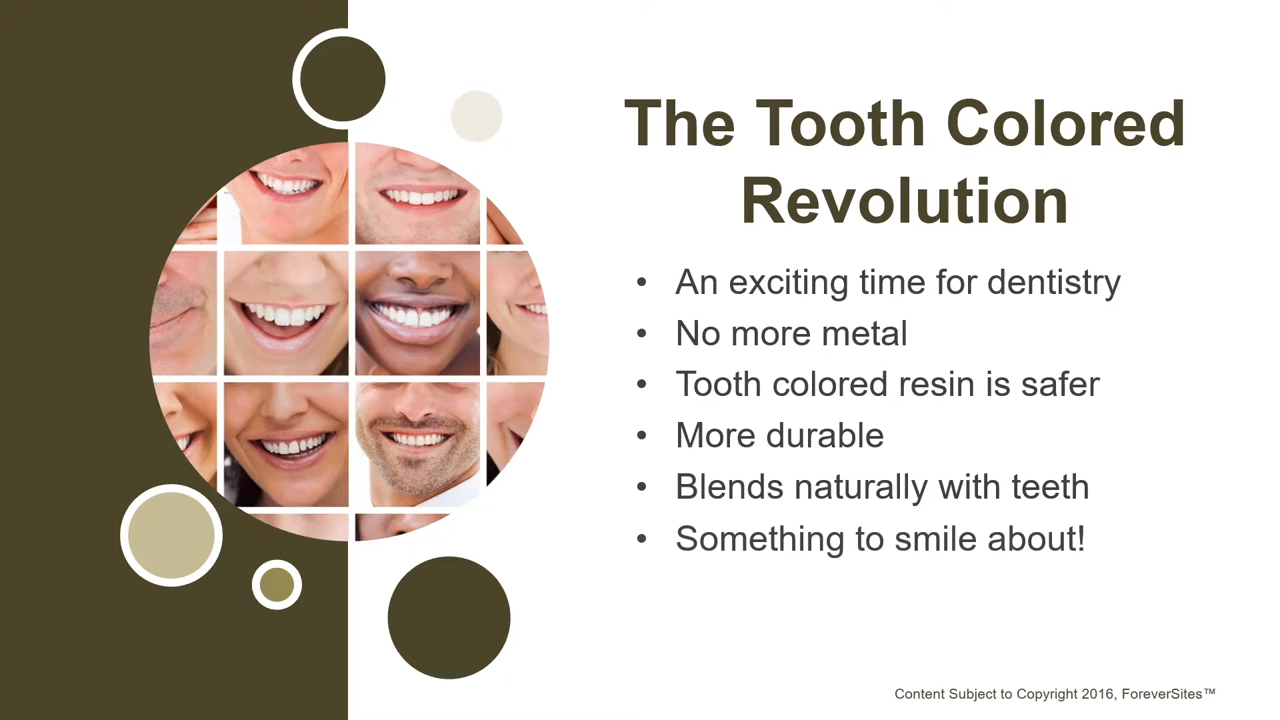 The Tooth Colored
Revolution
• An exciting time for dentistry
• No more metal
• Tooth colored resin is safer
• More durable
• Blends naturally with teeth
• Something to smile about!
Content Subject to Copyright 2016, ForeverSites™